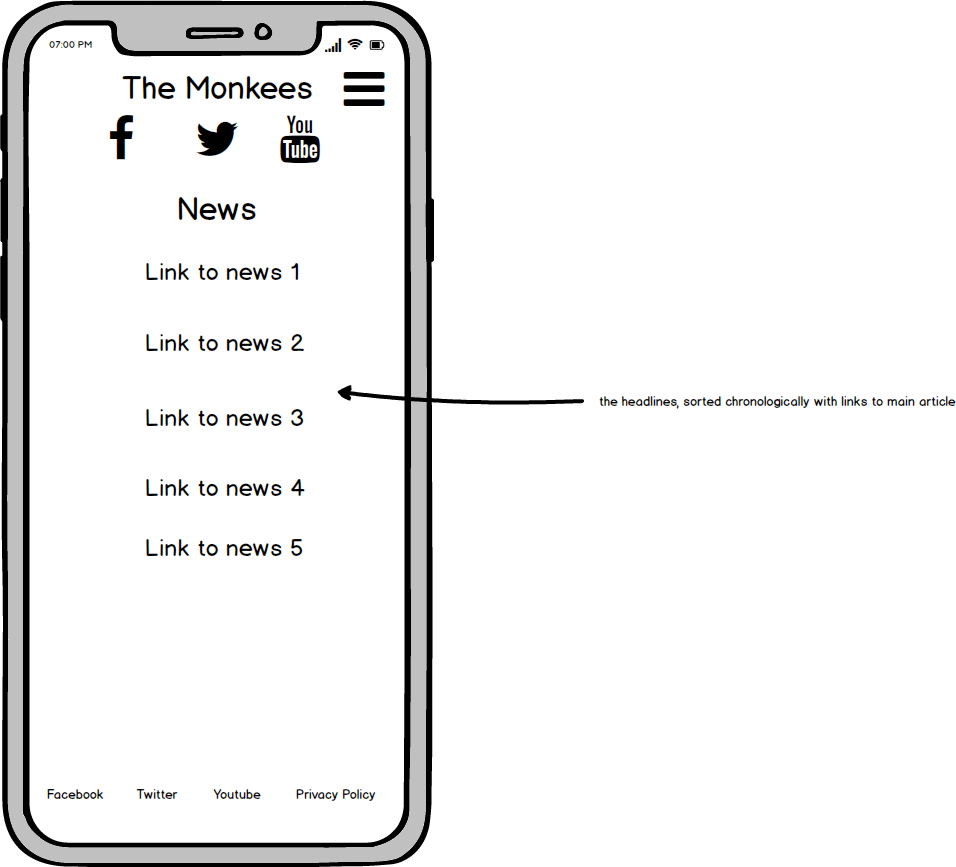 07:00 PM
The Monkees
You
Tube
News
Link to news 1
Link to news 2
the headlines, sorted chronologically with links to main article
Link to news 3
Link to news 4
Link to news 5
Facebook Twitter Youtube Privacy Policy